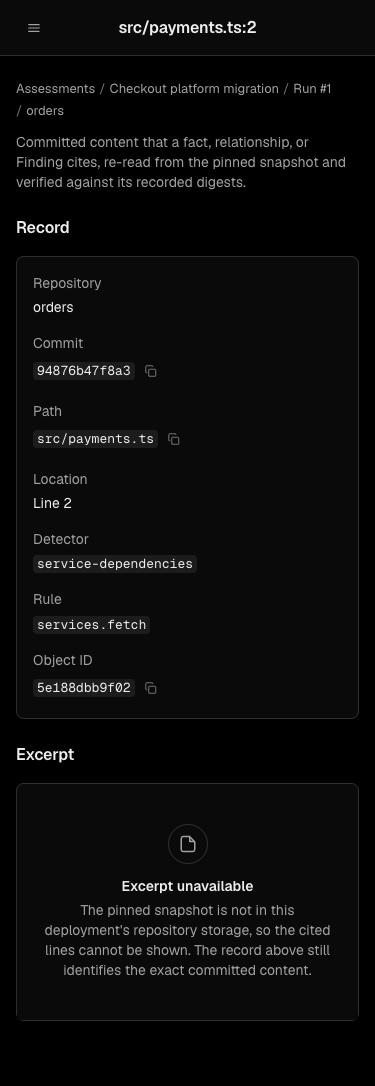 src/payments.ts:2
Assessments / Checkout platform migration / Run #1
/ orders
Committed content that a fact, relationship, or
Finding cites, re-read from the pinned snapshot and
verified against its recorded digests.
Record
Repository
orders
Commit
94876b47f8a3
Path
src/payments.ts
Location
Line 2
Detector
service-dependencies
Rule
services.fetch
Object ID
5e188dbb9f02
Excerpt
Excerpt unavailable
The pinned snapshot is not in this
deployment's repository storage, so the cited
lines cannot be shown. The record above still
identifies the exact committed content.